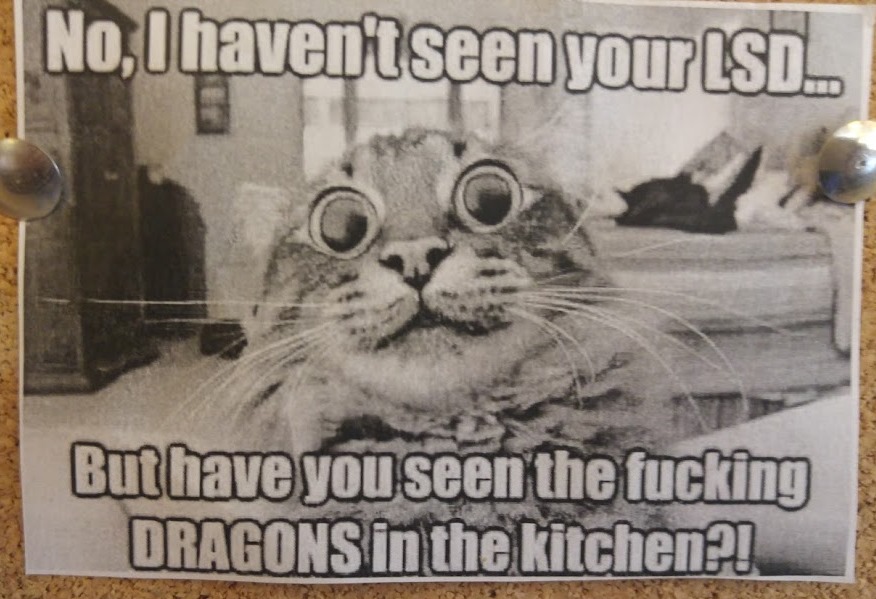 No, I haven't seen your LSD...
But have you seen the fucking
DRAGONS in the kitchen?!